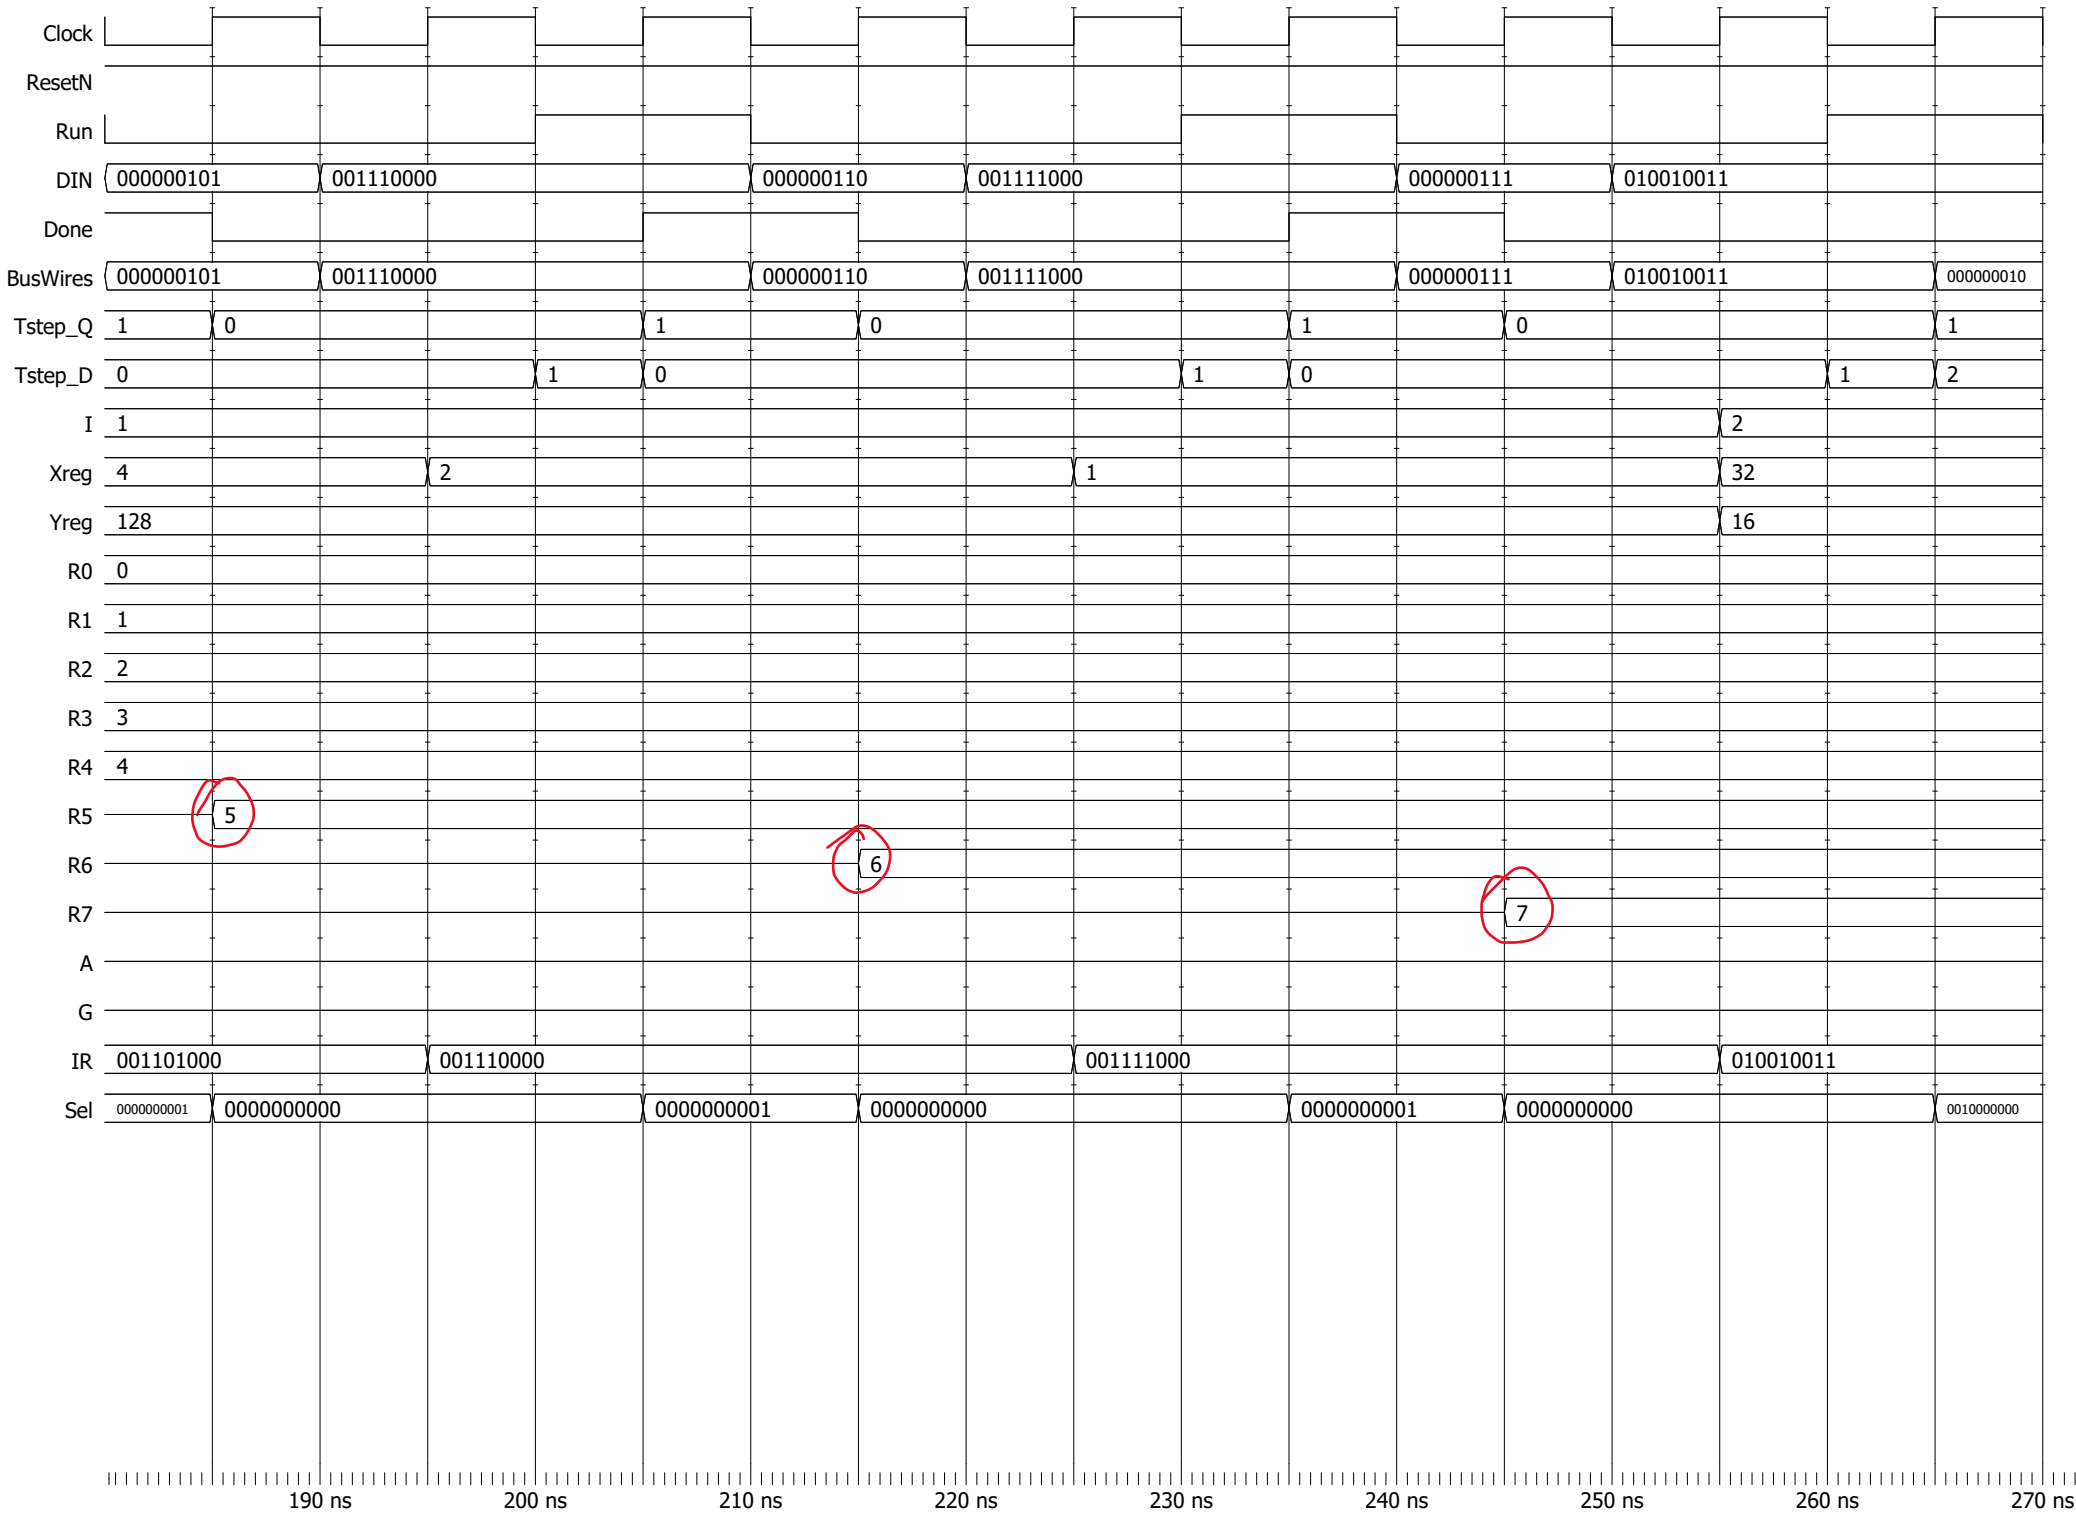 Clock
ResetN
Run
DIN 000000101 001110000 000000110 001111000 000000111 010010011
Done
BusWires 000000101 001110000 000000110 001111000 000000111 010010011 000000010
Tstep_Q 1 0 1 0 1 0 1
Tstep_D 0 1 0 1 0 1 2
I 1 2
Xreg 4 2 1 32
Yreg 128 16
R0 0
R1 1
R2 2
R3 3
R4 4
R5 5
R6 6
R7 7
A
G
IR 001101000 001110000 001111000 010010011
Sel 0000000001 0000000000 0000000001 0000000000 0000000001 0000000000 0010000000
190 ns 200 ns 210 ns 220 ns 230 ns 240 ns 250 ns 260 ns 270 ns